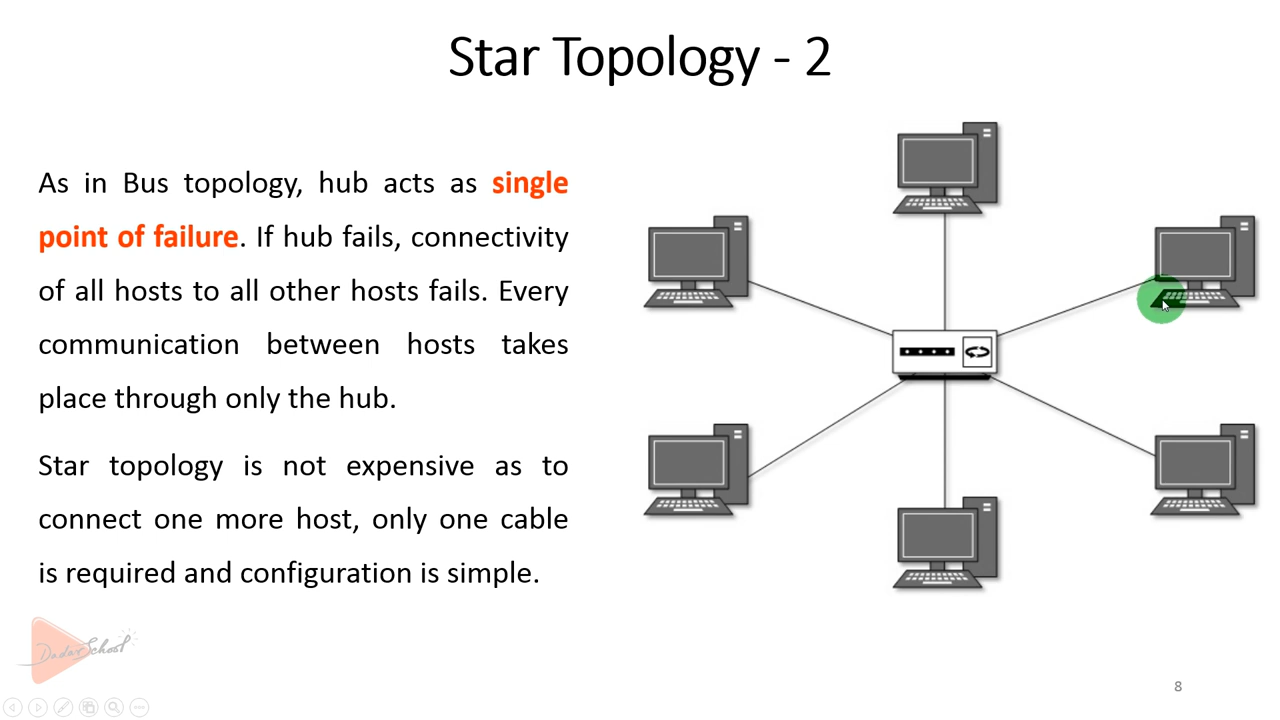 Star Topology - 2
As in Bus topology, hub acts as single
point of failure. If hub fails, connectivity
of all hosts to all other hosts fails. Every
communication between hosts takes
place through only the hub.
Star topology is not expensive as to
connect one more host, only one cable
is required and configuration is simple.
DadarSchool
8